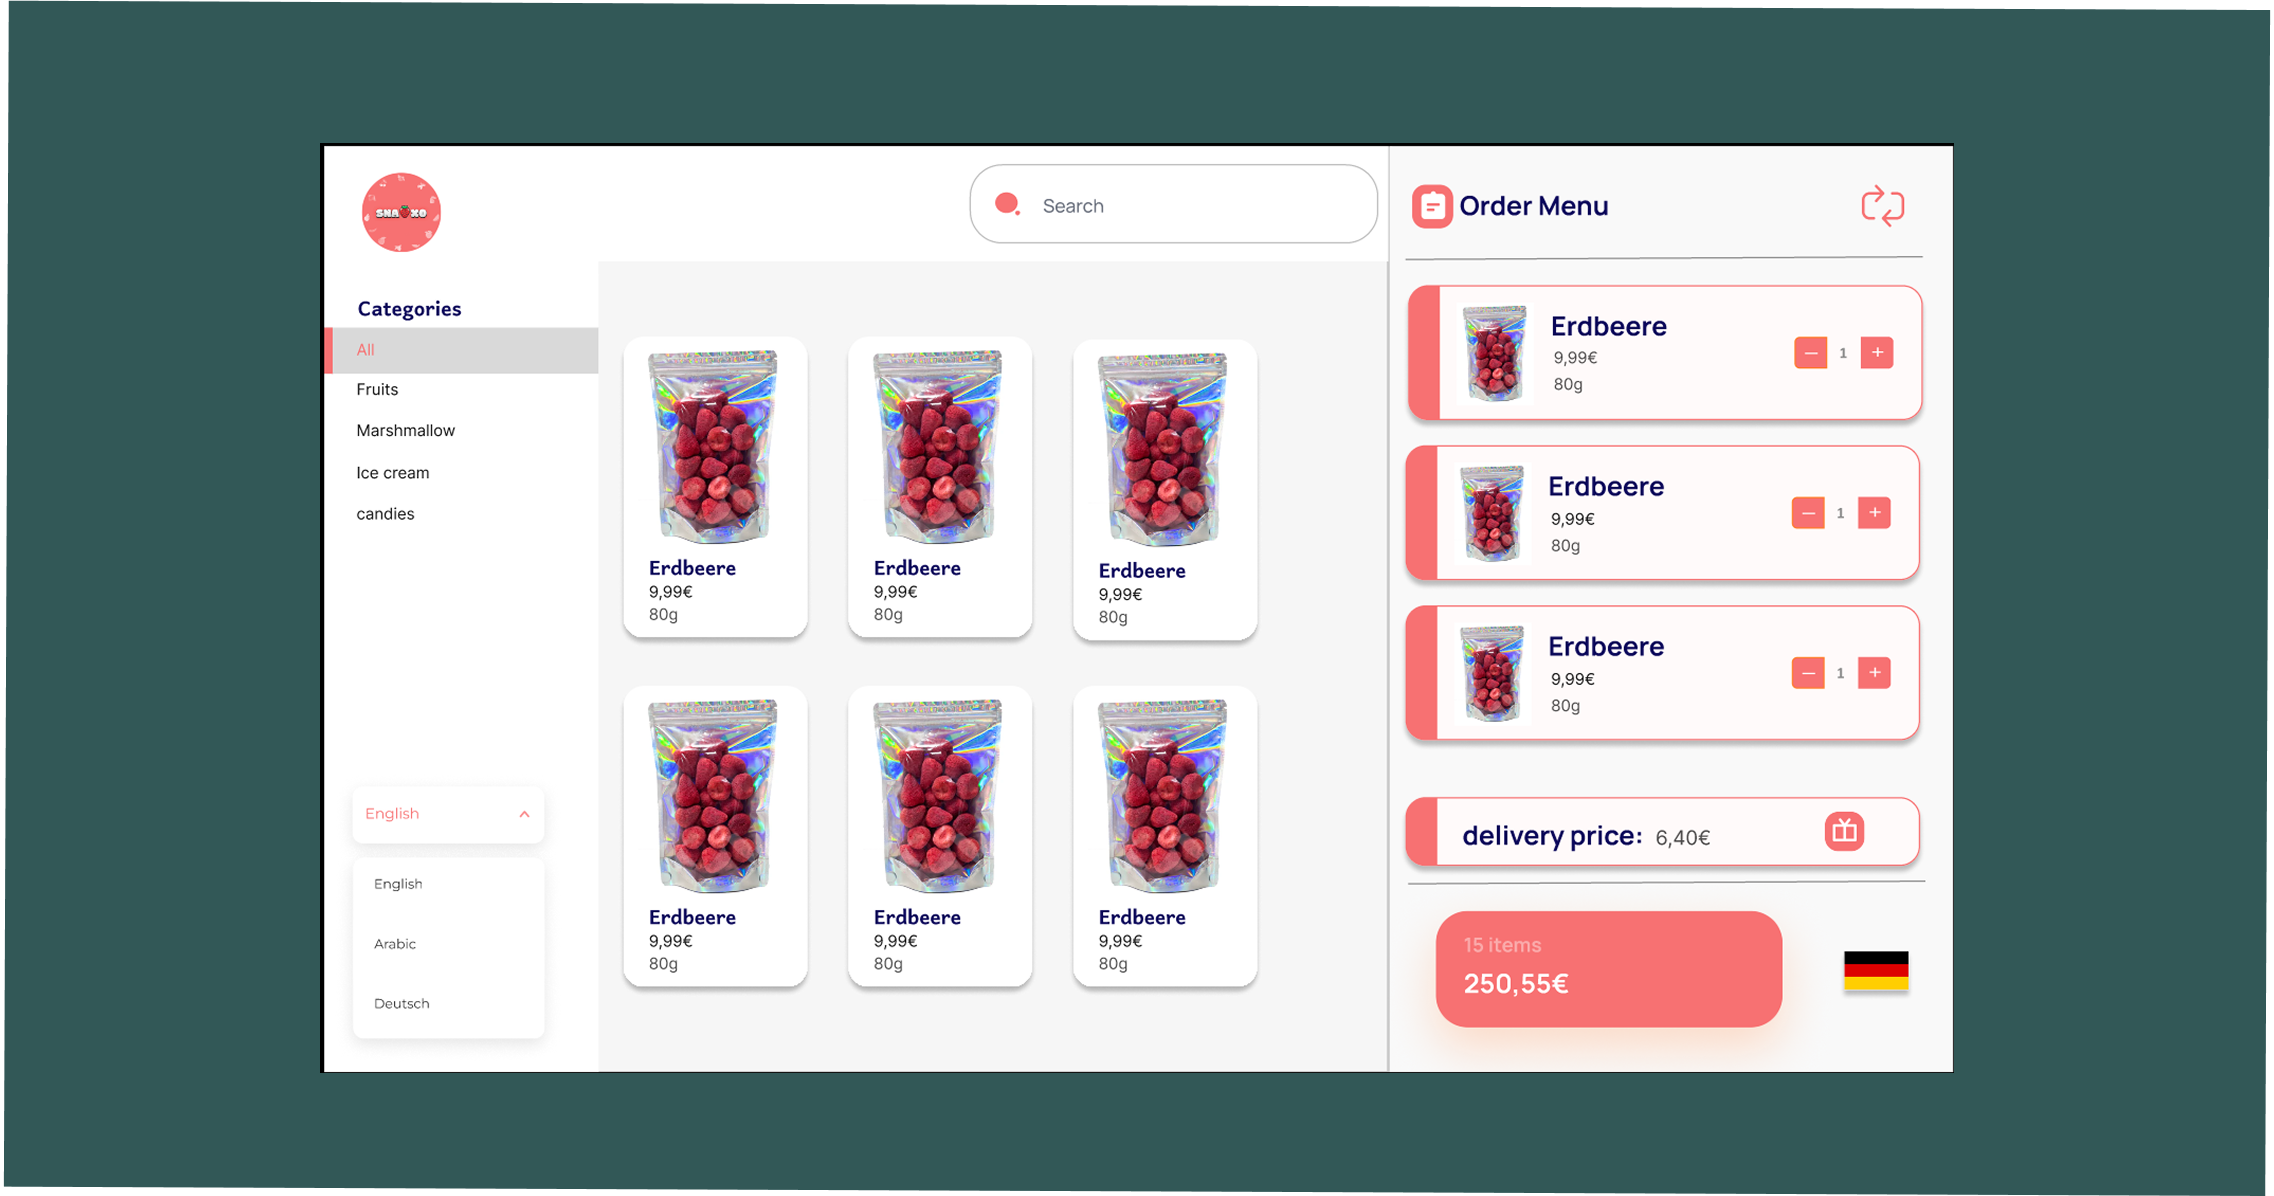 SNA XO
Search
Categories
All
Fruits
Marshmallow
Ice cream
candies
Erdbeere
9,99€
80g
Erdbeere
9,99€
80g
Erdbeere
9,99€
80g
Erdbeere
9,99€
80g
Erdbeere
9,99€
80g
Erdbeere
9,99€
80g
English
English
Arabic
Deutsch
Order Menu
Erdbeere
9,99€
80g
— 1 +
Erdbeere
9,99€
80g
— 1 +
Erdbeere
9,99€
80g
— 1 +
delivery price: 6,40€
15 items
250,55€